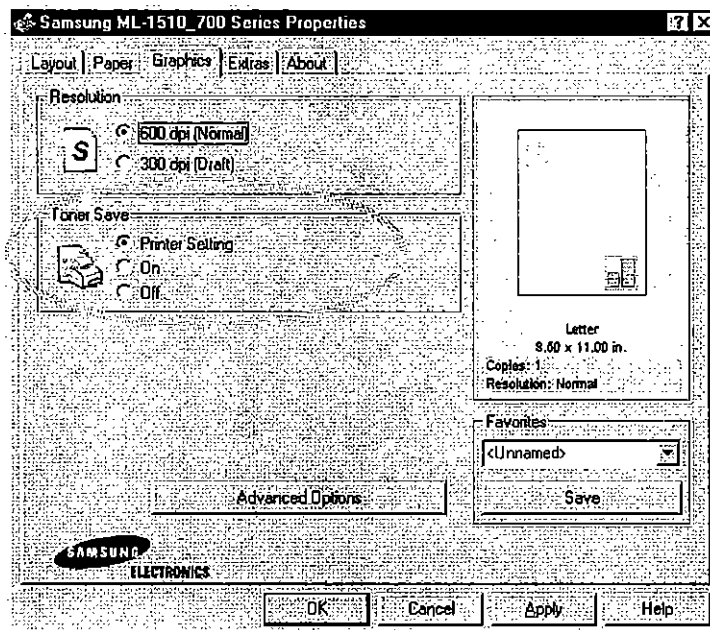 Samsung ML-1510_700 Series Properties
Layout Paper Graphics Extras About
Resolution
S
600 dpi (Normal)
300 dpi (Draft)
Toner Save
Printer Setting
On
Off
Letter
8.50 x 11.00 in.
Copies: 1
Resolution: Normal
Favorites
<Unnamed>
Advanced Options
Save
SAMSUNG
ELECTRONICS
OK Cancel Apply Help